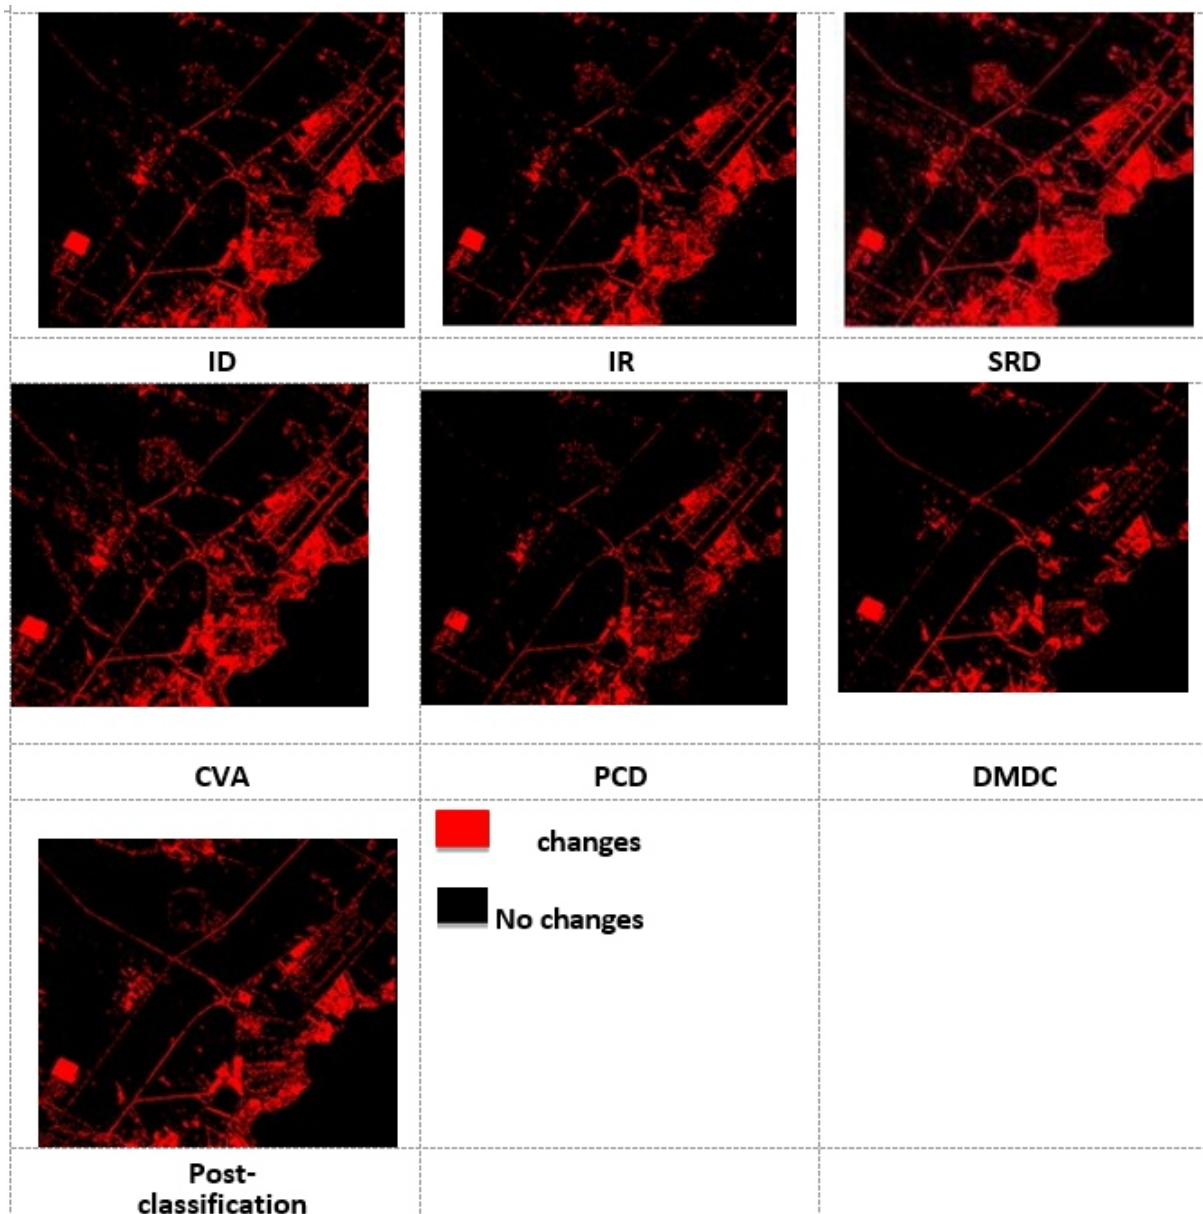 ID
IR
SRD
CVA
PCD
DMDC
changes
No changes
Post-
classification